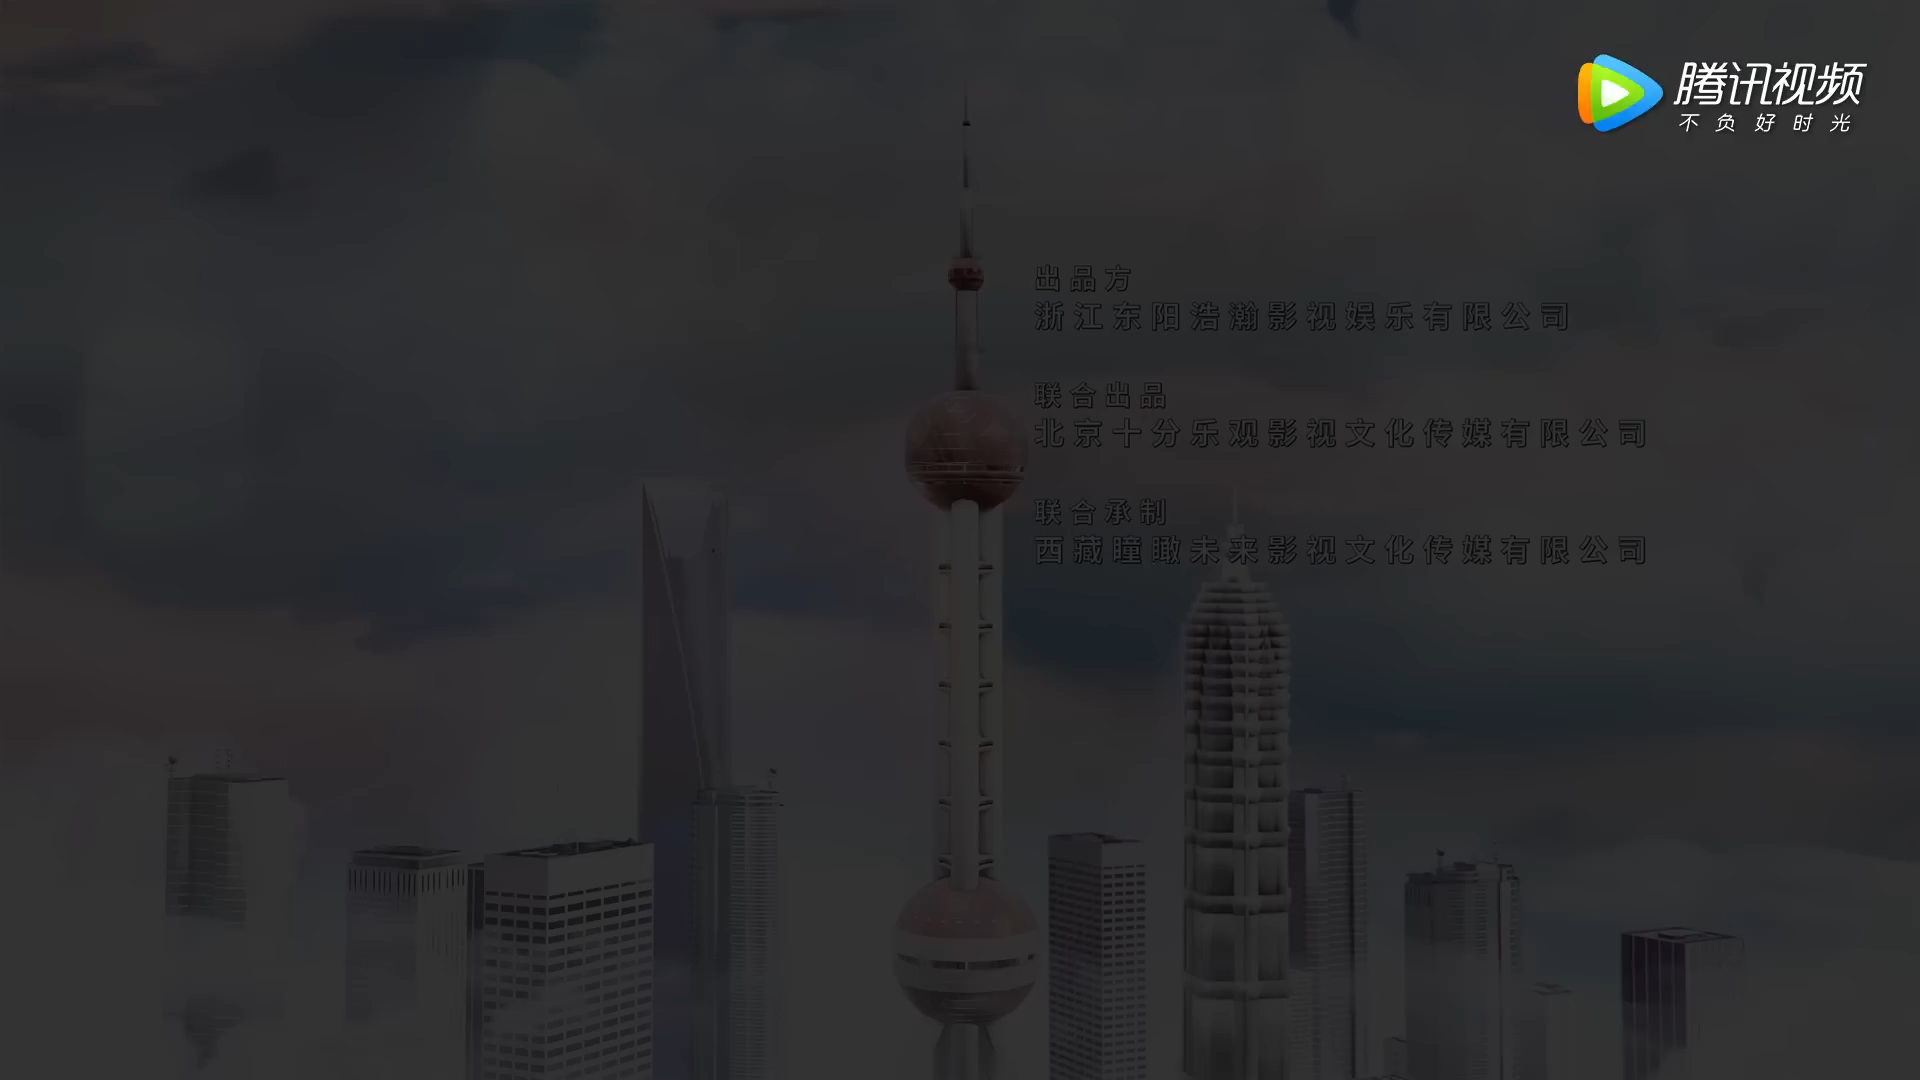 腾讯视频
不负好时光
出品方
浙江东阳浩瀚影视娱乐有限公司
联合出品
北京十分乐观影视文化传媒有限公司
联合承制
西藏瞳瞰未来影视文化传媒有限公司